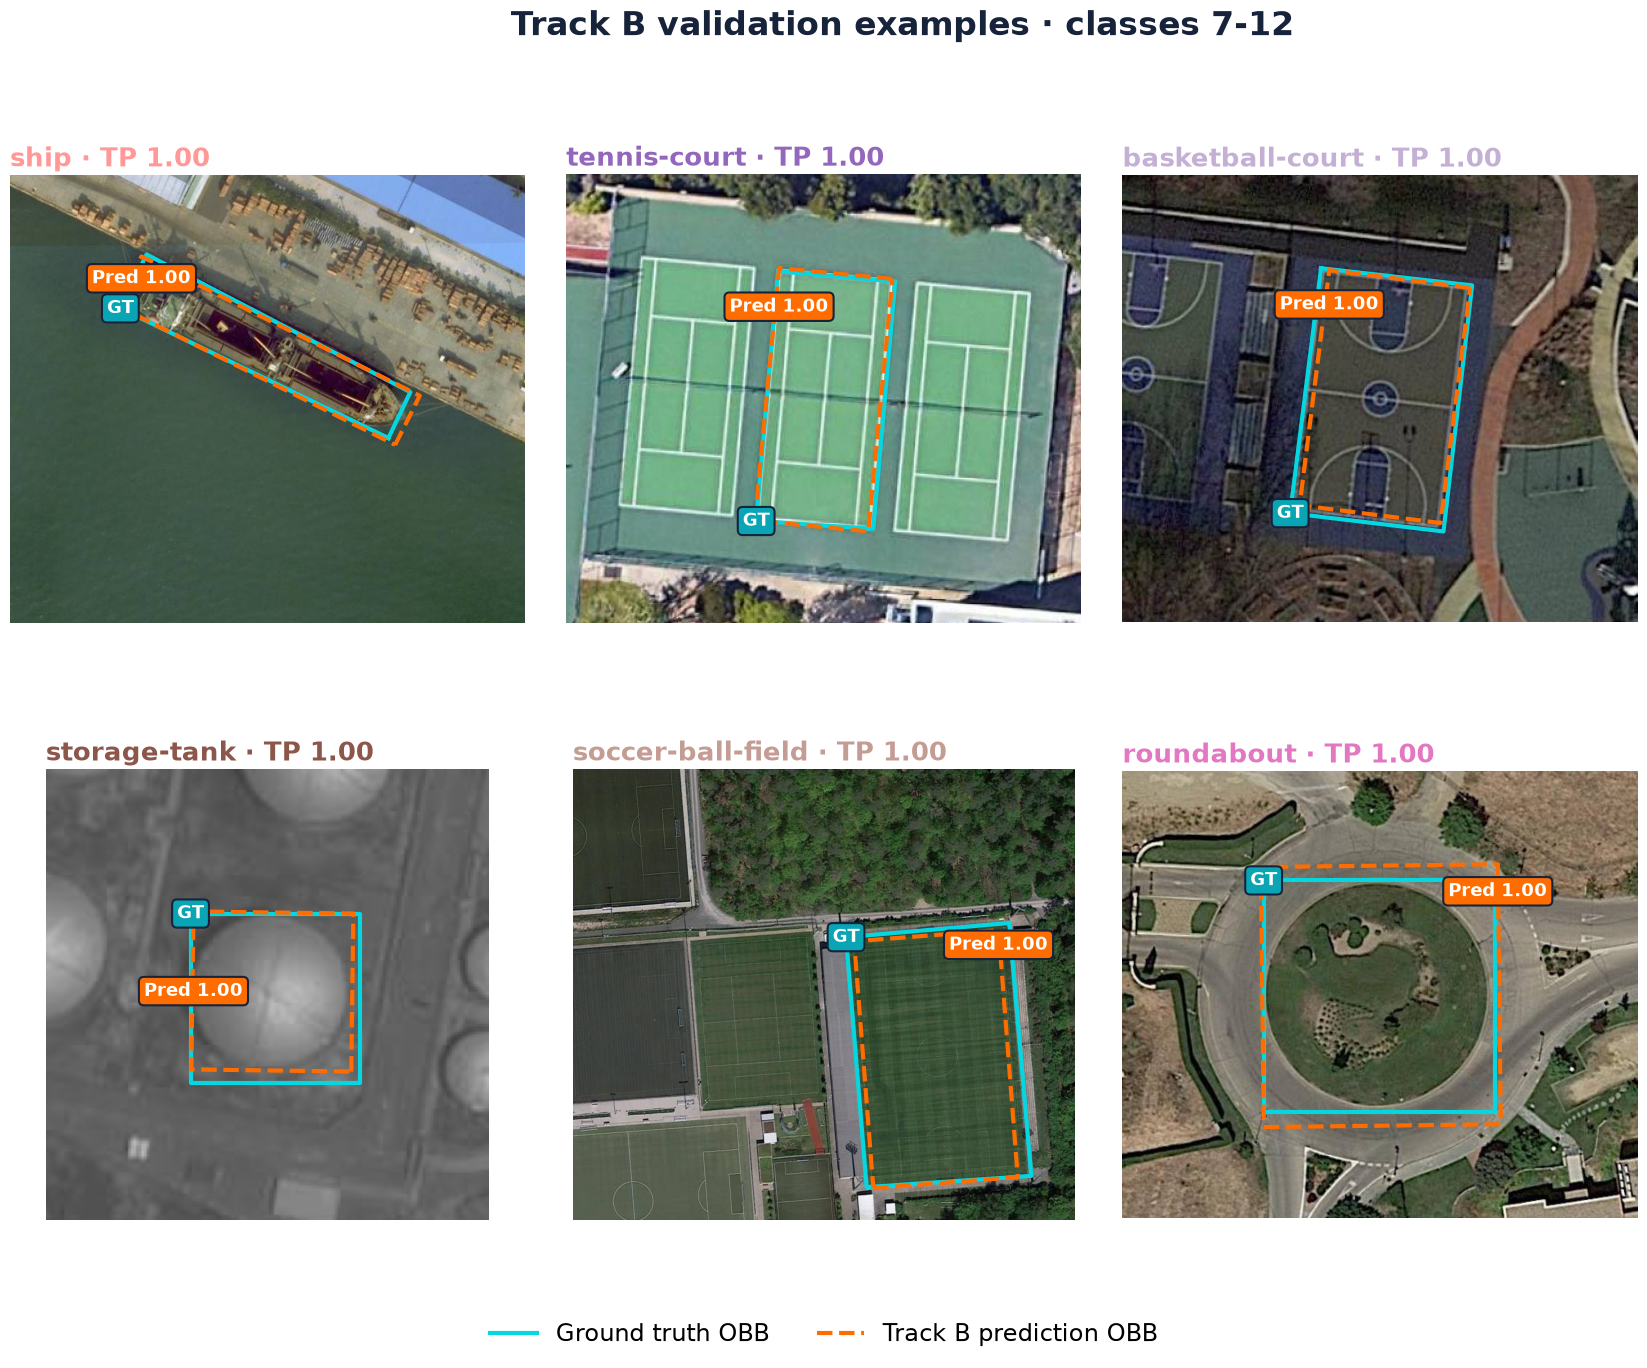 Track B validation examples · classes 7-12
ship · TP 1.00
tennis-court · TP 1.00
basketball-court · TP 1.00
Pred 1.00
GT
Pred 1.00
GT
Pred 1.00
GT
storage-tank · TP 1.00
soccer-ball-field · TP 1.00
roundabout · TP 1.00
GT
Pred 1.00
GT
Pred 1.00
GT
Pred 1.00
Ground truth OBB
Track B prediction OBB